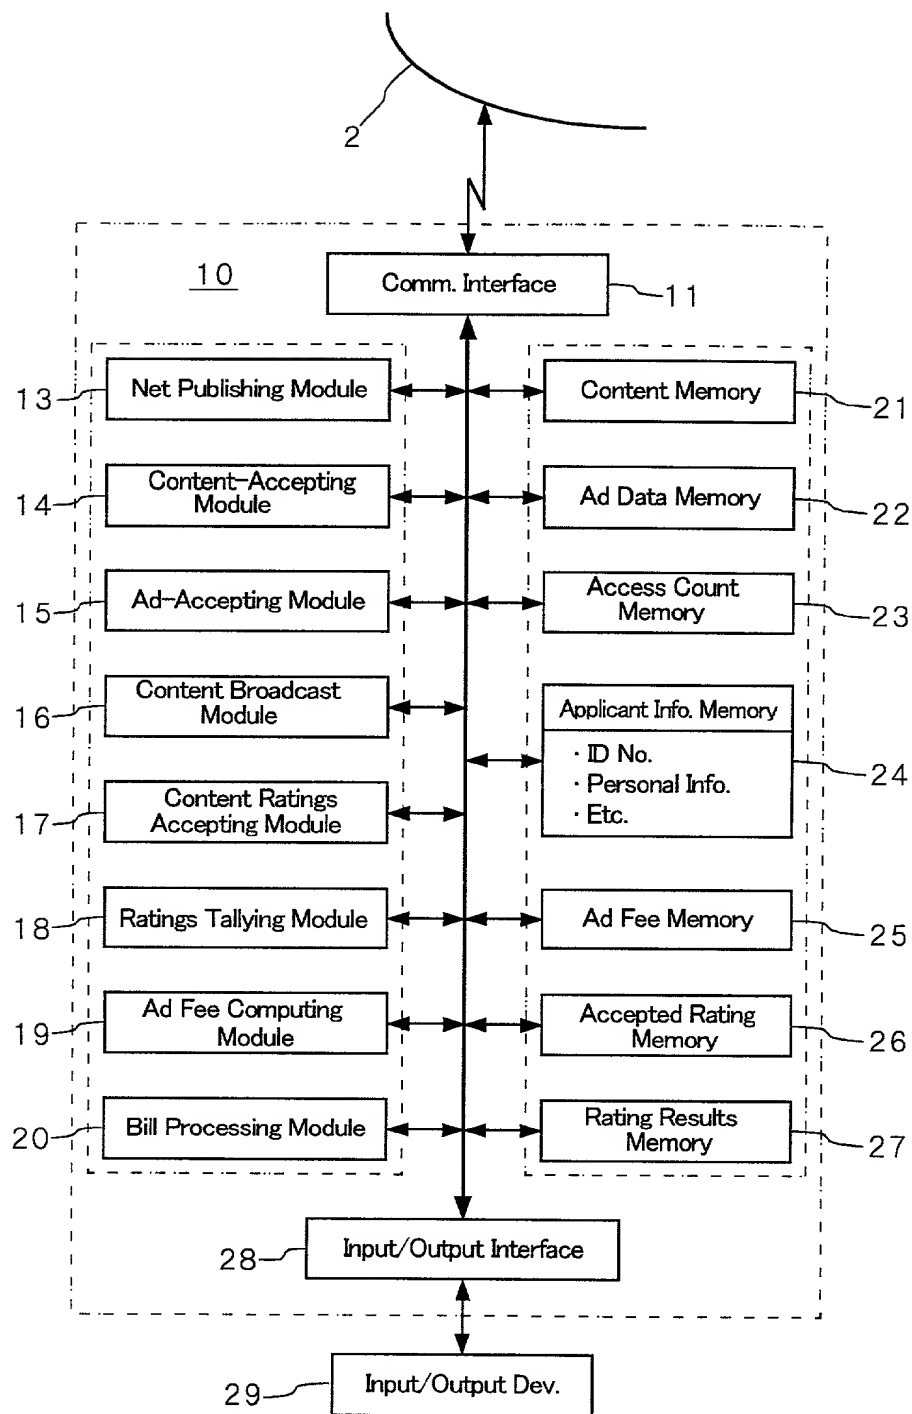 2
10
Comm. Interface
11
13
Net Publishing Module
Content Memory
21
14
Content-Accepting
Module
Ad Data Memory
22
15
Ad-Accepting Module
Access Count
Memory
23
16
Content Broadcast
Module
Applicant Info. Memory
· ID No.
· Personal Info.
· Etc.
24
17
Content Ratings
Accepting Module
18
Ratings Tallying Module
Ad Fee Memory
25
19
Ad Fee Computing
Module
Accepted Rating
Memory
26
20
Bill Processing Module
Rating Results
Memory
27
28
Input/Output Interface
29
Input/Output Dev.